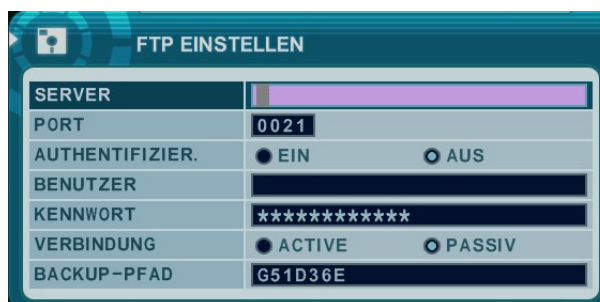 FTP EINSTELLEN
SERVER
PORT 0021
AUTHENTIFIZIER. EIN AUS
BENUTZER
KENNWORT ************
VERBINDUNG ACTIVE PASSIV
BACKUP-PFAD G51D36E